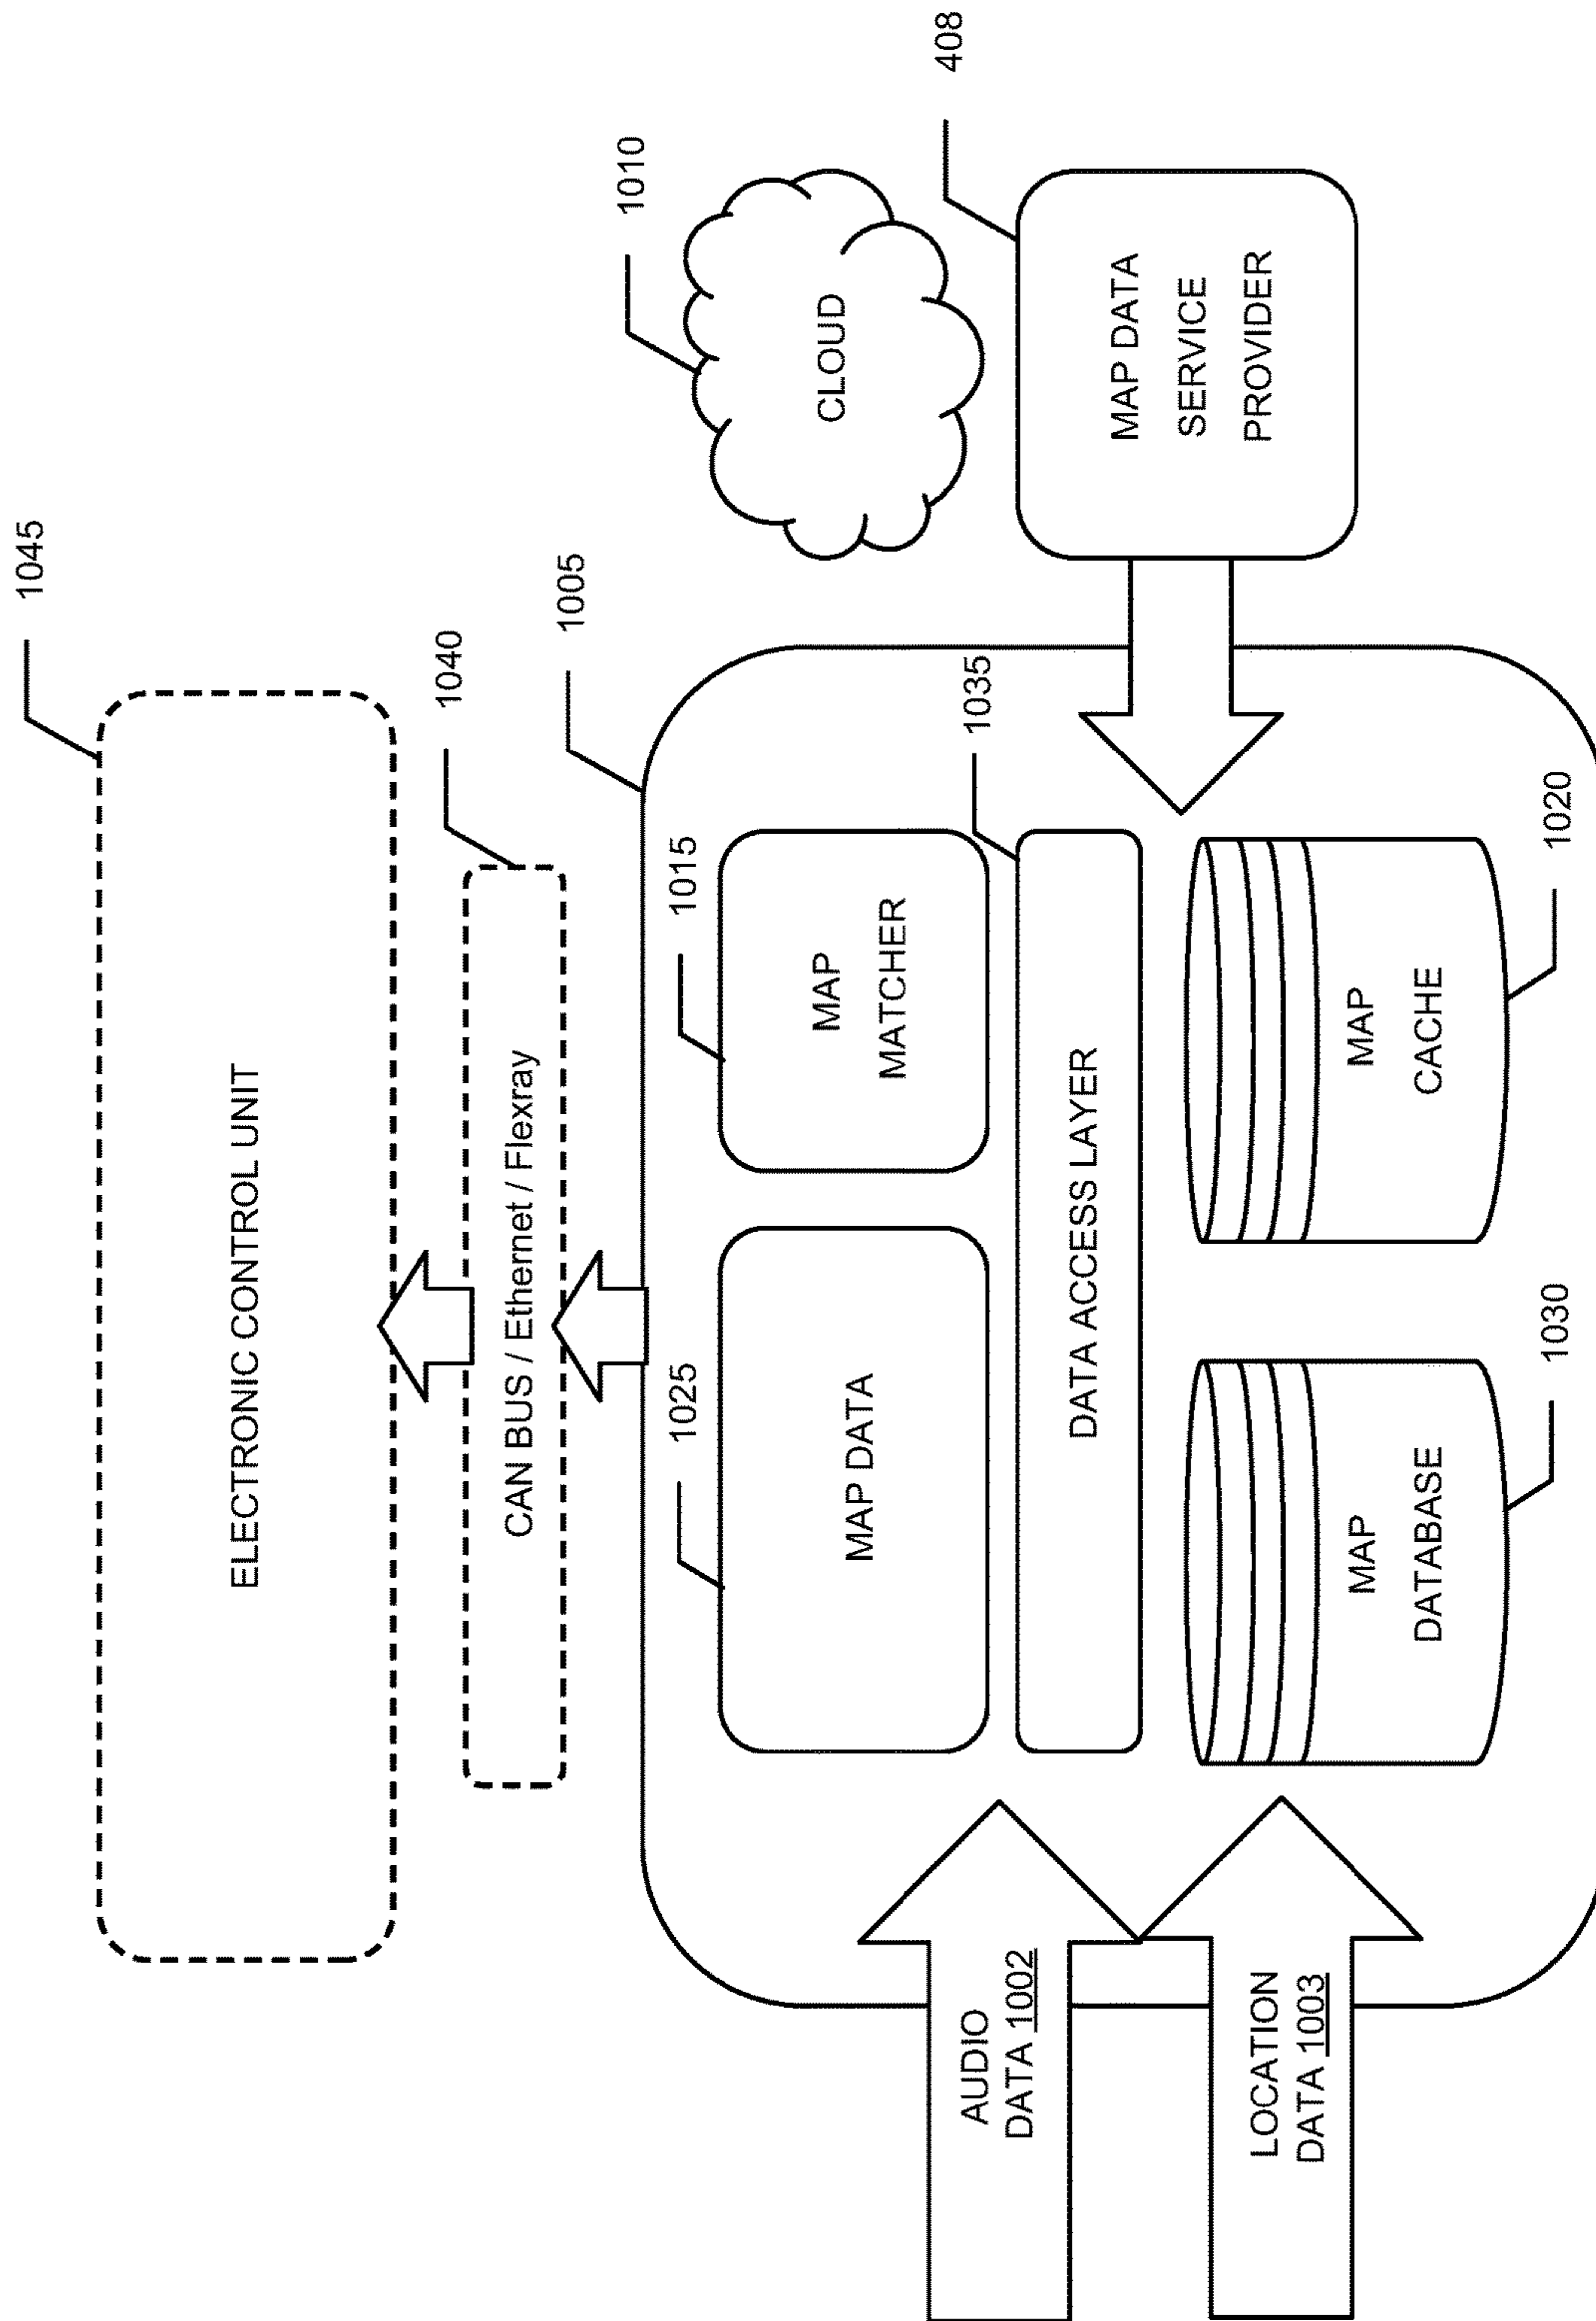 1045
ELECTRONIC CONTROL UNIT
1040
CAN BUS / Ethernet / Flexray
1005
1010
CLOUD
408
MAP DATA
SERVICE
PROVIDER
1025
MAP DATA
1015
MAP
MATCHER
1035
DATA ACCESS LAYER
AUDIO
DATA 1002
LOCATION
DATA 1003
MAP
DATABASE
1030
MAP
CACHE
1020